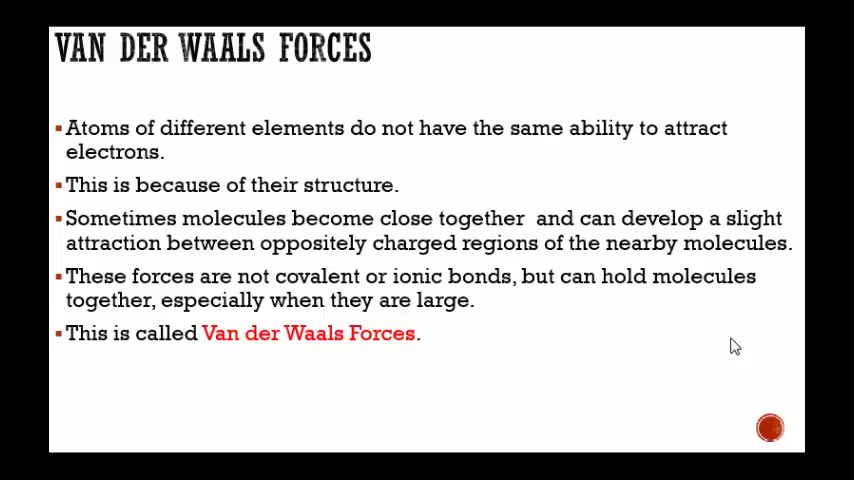 VAN DER WAALS FORCES
▪Atoms of different elements do not have the same ability to attract
electrons.
▪This is because of their structure.
▪Sometimes molecules become close together and can develop a slight
attraction between oppositely charged regions of the nearby molecules.
▪These forces are not covalent or ionic bonds, but can hold molecules
together, especially when they are large.
▪This is called Van der Waals Forces.